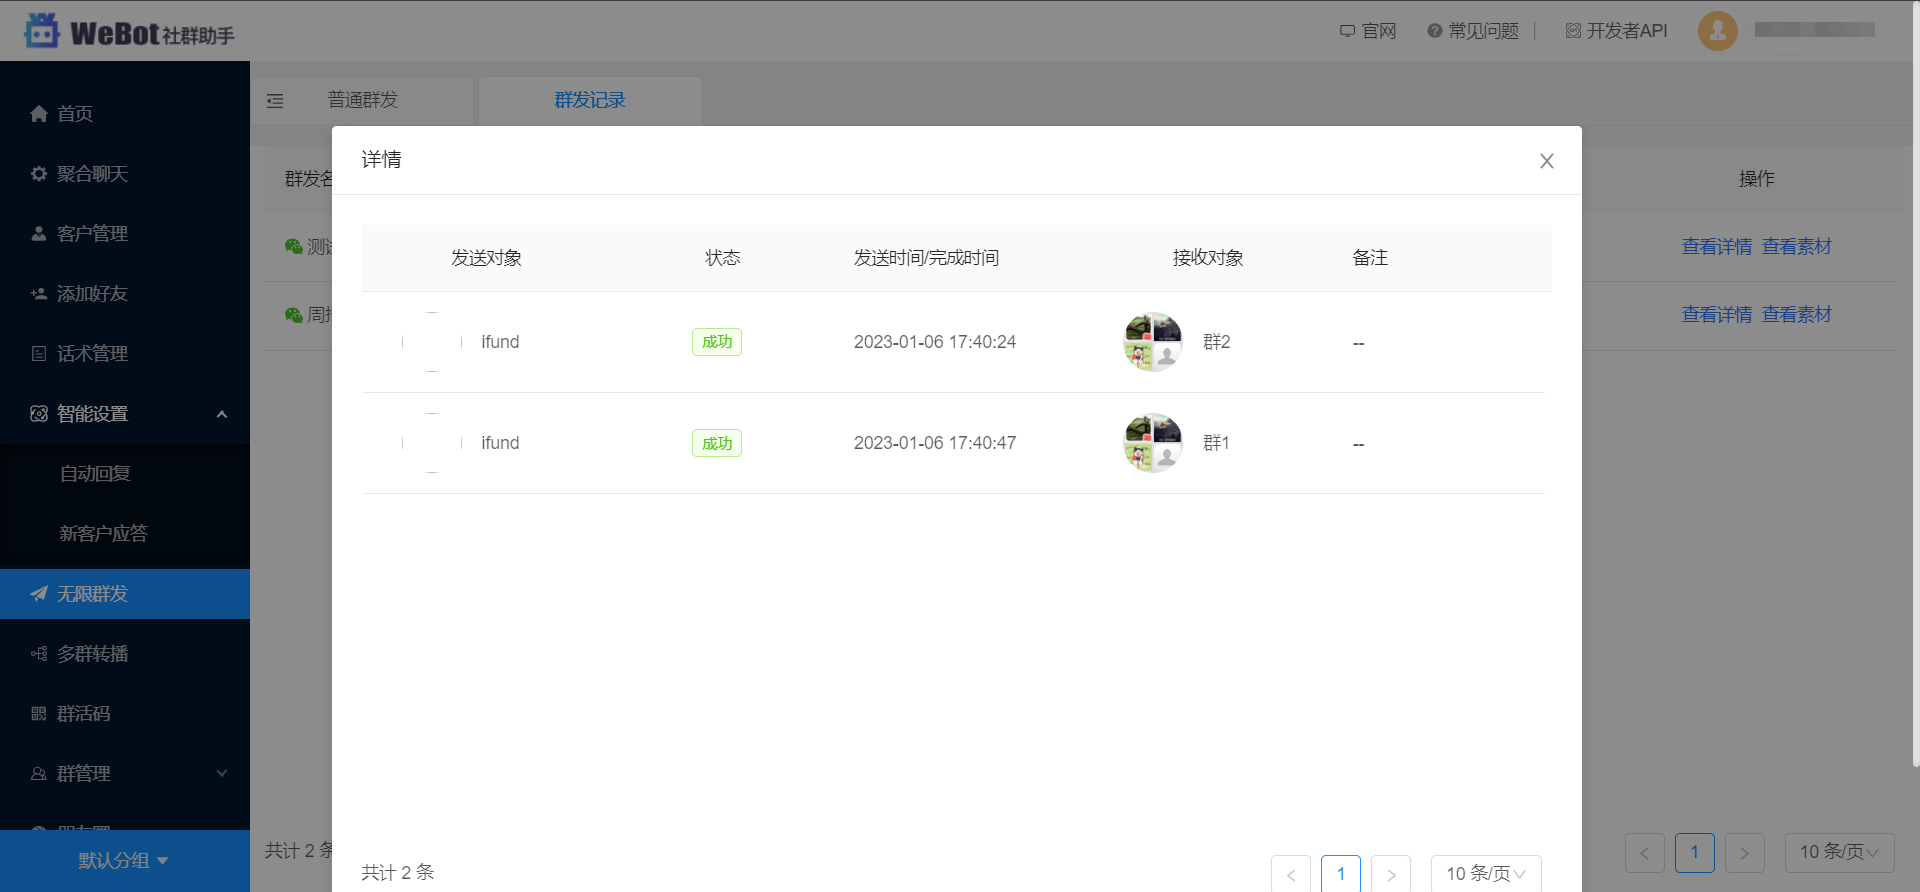 WeBot社群助手
官网
常见问题
开发者API
首页
聚合聊天
客户管理
添加好友
话术管理
智能设置
自动回复
新客户应答
无限群发
多群转播
群活码
群管理
默认分组
普通群发
群发记录
群发名
操作
测试
查看详情 查看素材
周报
查看详情 查看素材
详情
发送对象 状态 发送时间/完成时间 接收对象 备注
ifund 成功 2023-01-06 17:40:24 群2 --
ifund 成功 2023-01-06 17:40:47 群1 --
共计 2 条
1
10 条/页
共计 2 条
1
10 条/页